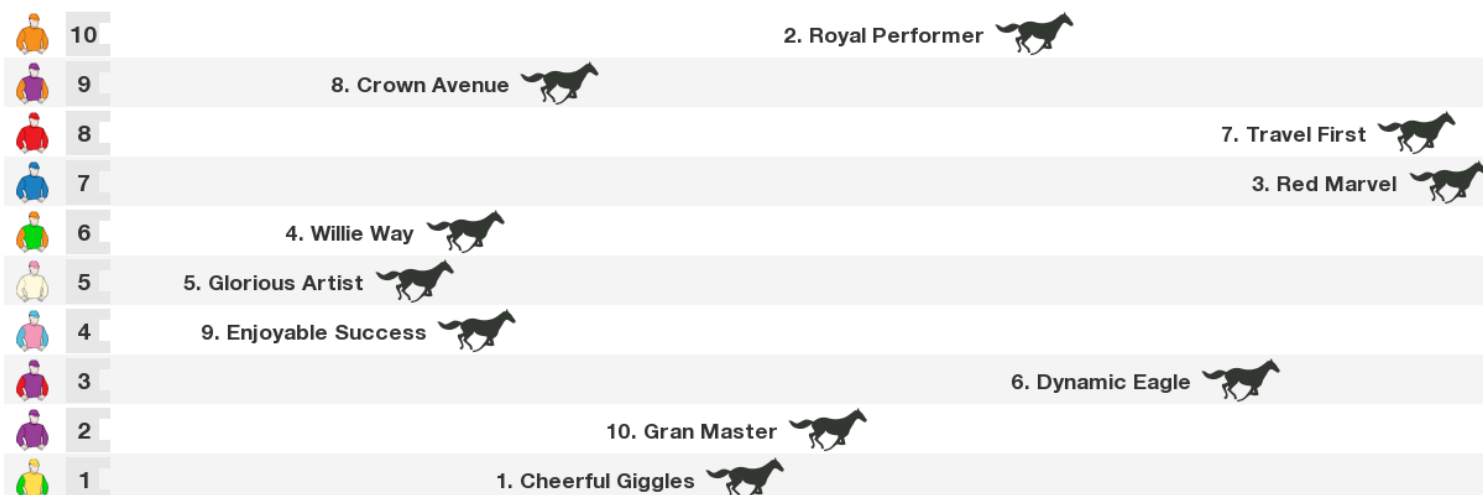 10 2. Royal Performer
9 8. Crown Avenue
8 7. Travel First
7 3. Red Marvel
6 4. Willie Way
5 5. Glorious Artist
4 9. Enjoyable Success
3 6. Dynamic Eagle
2 10. Gran Master
1 1. Cheerful Giggles